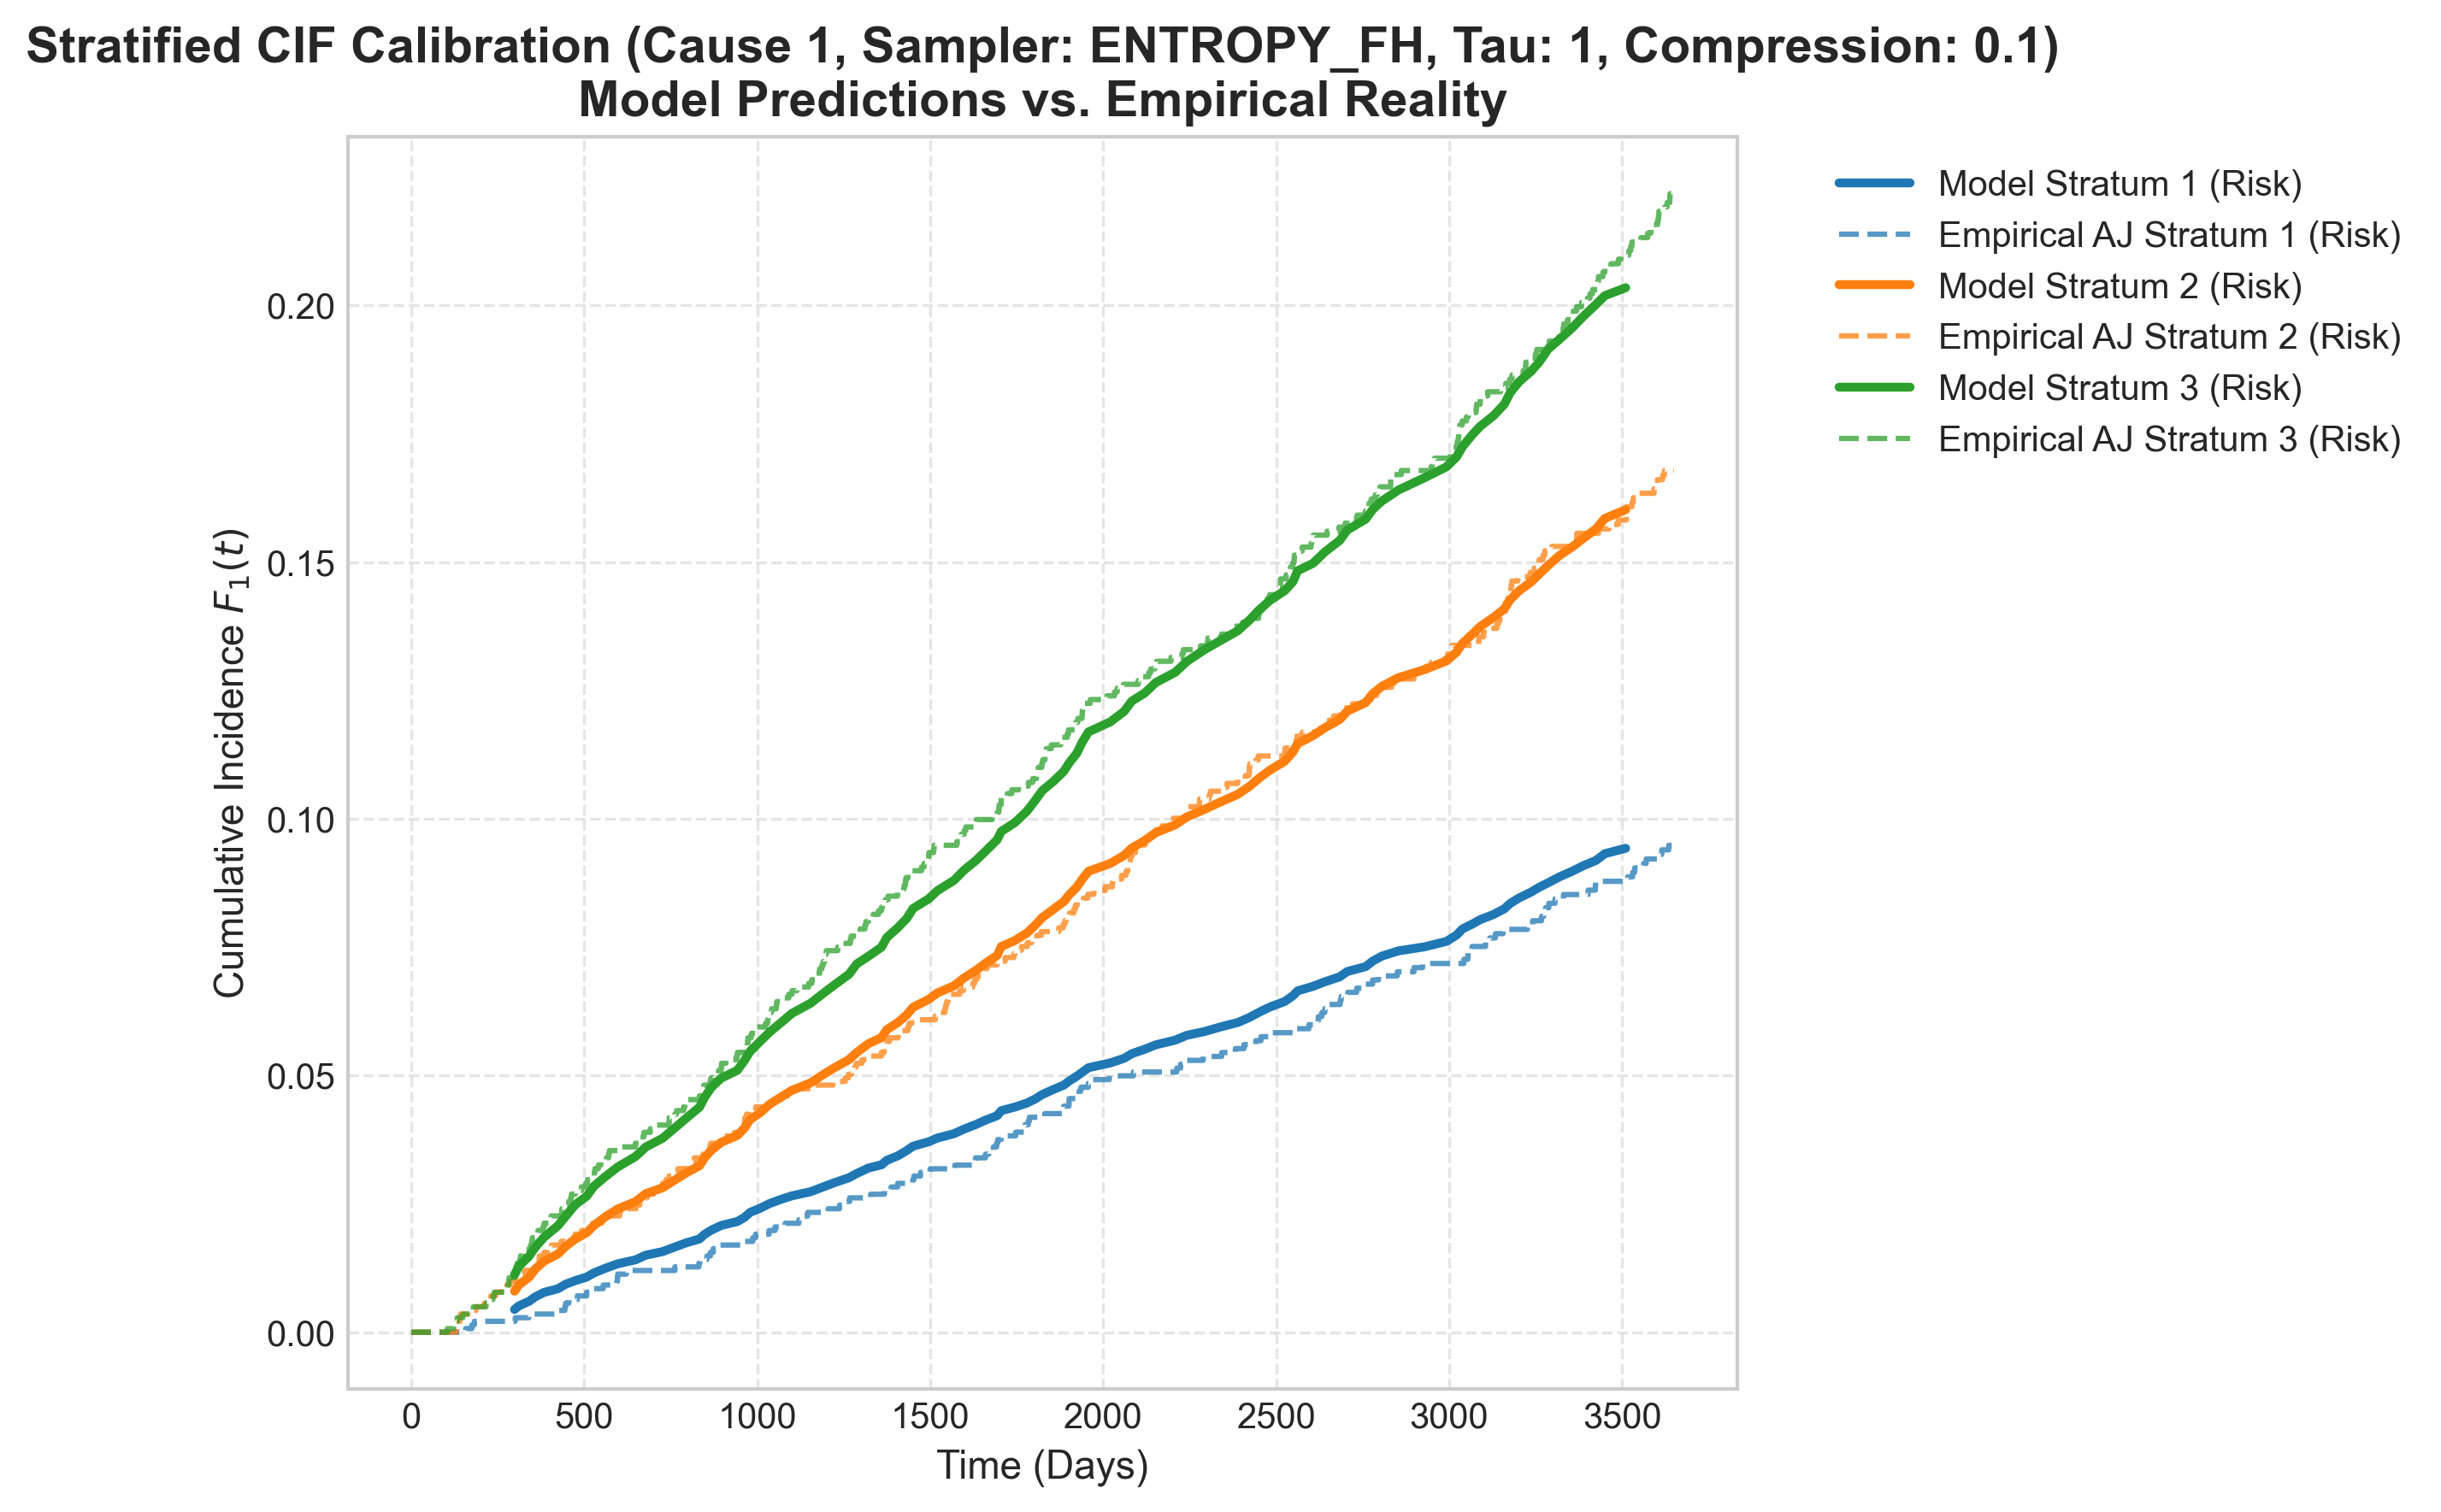 Stratified CIF Calibration (Cause 1, Sampler: ENTROPY_FH, Tau: 1, Compression: 0.1)
Model Predictions vs. Empirical Reality
Model Stratum 1 (Risk)
Empirical AJ Stratum 1 (Risk)
Model Stratum 2 (Risk)
Empirical AJ Stratum 2 (Risk)
Model Stratum 3 (Risk)
Empirical AJ Stratum 3 (Risk)
Cumulative Incidence F₁(t)
0.20
0.15
0.10
0.05
0.00
0 500 1000 1500 2000 2500 3000 3500
Time (Days)